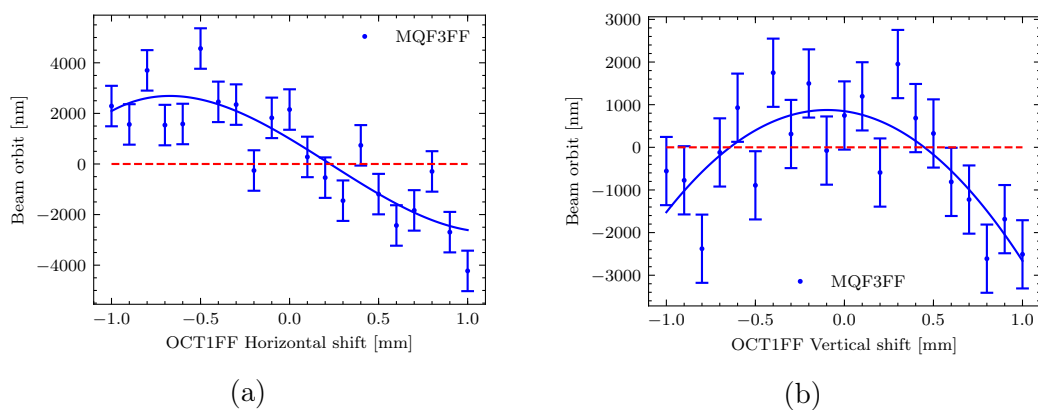 MQF3FF
4000
2000
0
−2000
−4000
Beam orbit [nm]
−1.0 −0.5 0.0 0.5 1.0
OCT1FF Horizontal shift [mm]
(a)
3000
2000
1000
0
−1000
−2000
−3000
Beam orbit [nm]
MQF3FF
−1.0 −0.5 0.0 0.5 1.0
OCT1FF Vertical shift [mm]
(b)